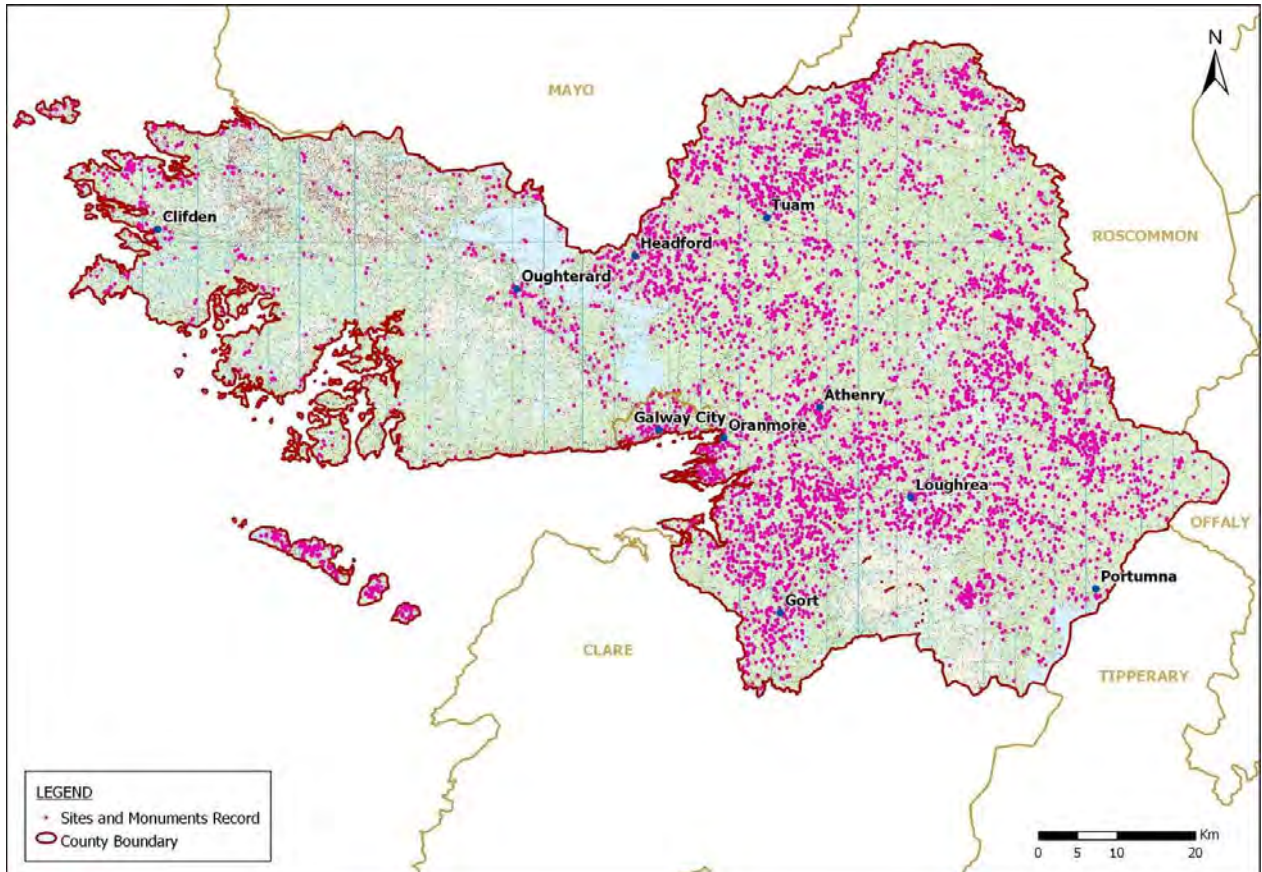 N
MAYO
Clifden
Tuam
Headford
ROSCOMMON
Oughterard
Athenry
Galway City
Oranmore
Loughrea
OFFALY
Portumna
Gort
CLARE
TIPPERARY
LEGEND
Sites and Monuments Record
County Boundary
Km
0 5 10 20